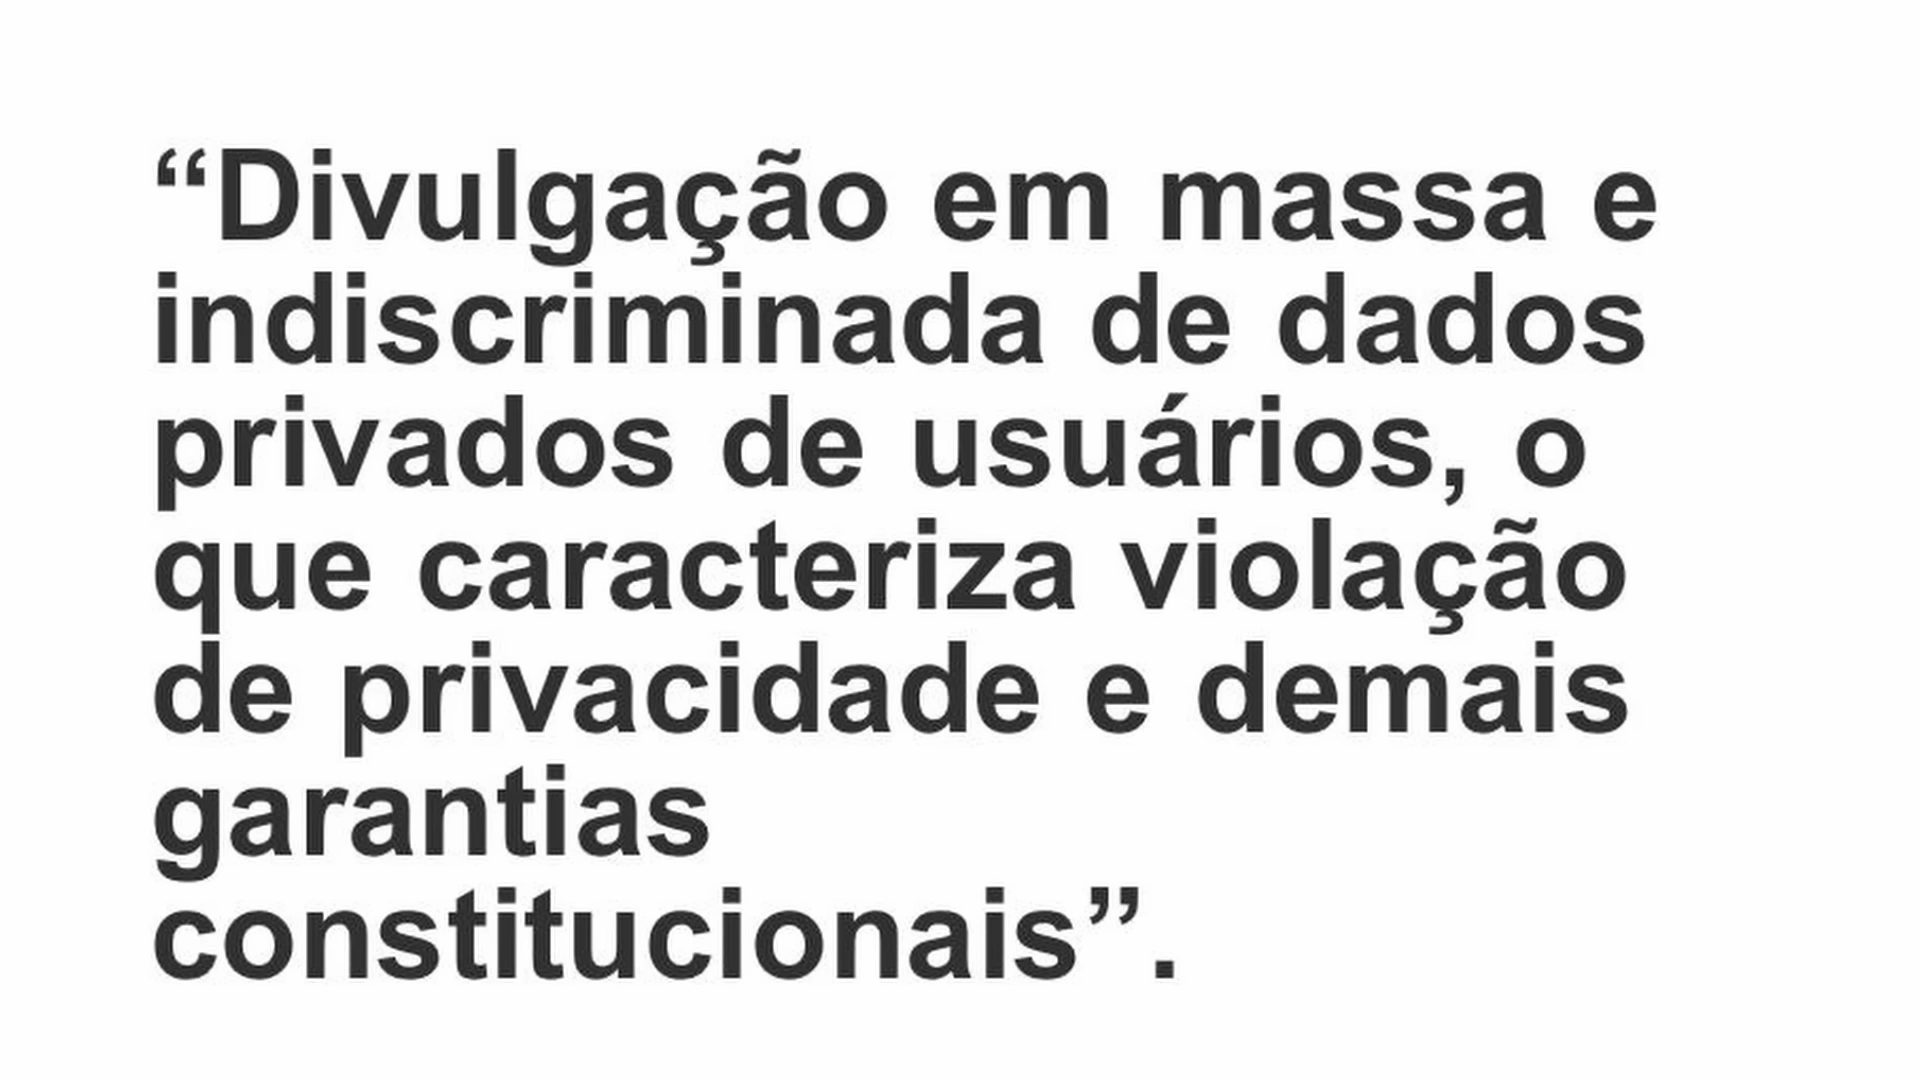 “Divulgação em massa e
indiscriminada de dados
privados de usuários, o
que caracteriza violação
de privacidade e demais
garantias
constitucionais”.